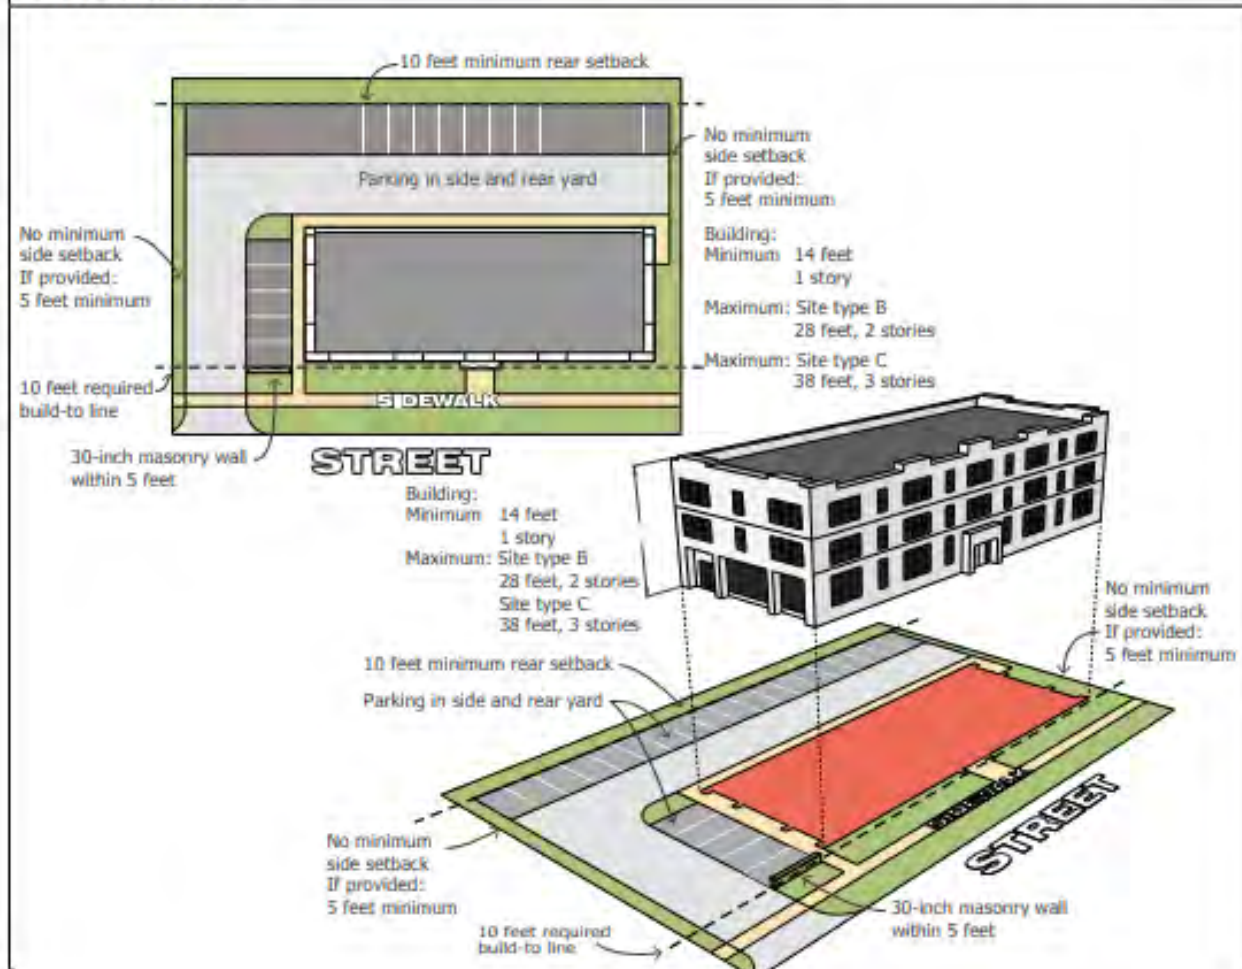 10 feet minimum rear setback
No minimum
side setback
If provided:
5 feet minimum
Parking in side and rear yard
No minimum
side setback
If provided:
5 feet minimum
Building:
Minimum 14 feet
1 story
Maximum: Site type B
28 feet, 2 stories
Maximum: Site type C
38 feet, 3 stories
10 feet required
build-to line
SIDEWALK
30-inch masonry wall
within 5 feet
STREET
Building:
Minimum 14 feet
1 story
Maximum: Site type B
28 feet, 2 stories
Site type C
38 feet, 3 stories
No minimum
side setback
If provided:
5 feet minimum
10 feet minimum rear setback
Parking in side and rear yard
SIDEWALK
STREET
No minimum
side setback
If provided:
5 feet minimum
30-inch masonry wall
within 5 feet
10 feet required
build-to line